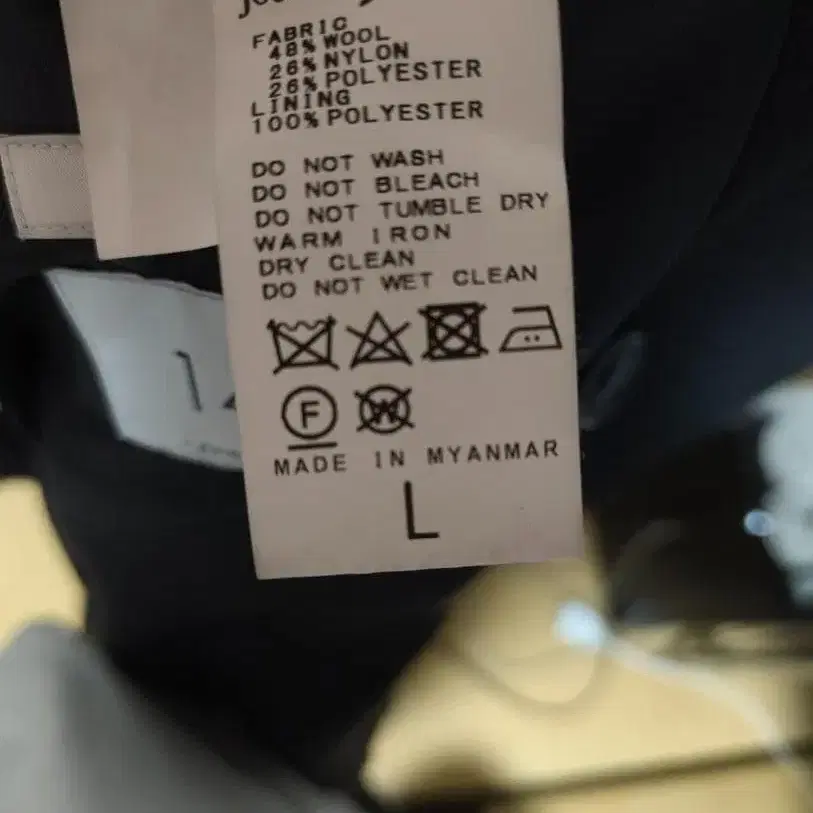 FABRIC
48% WOOL
26% NYLON
26% POLYESTER
LINING
100% POLYESTER
DO NOT WASH
DO NOT BLEACH
DO NOT TUMBLE DRY
WARM IRON
DRY CLEAN
DO NOT WET CLEAN
F W
MADE IN MYANMAR
L